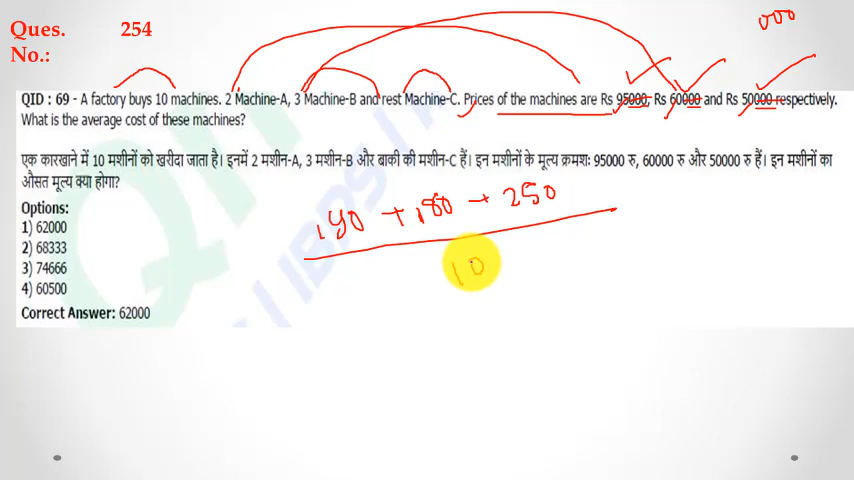 Ques. 254
No.:
000
QID : 69 - A factory buys 10 machines. 2 Machine-A, 3 Machine-B and rest Machine-C. Prices of the machines are Rs 95000, Rs 60000 and Rs 50000 respectively.
What is the average cost of these machines?
एक कारखाने में 10 मशीनों को खरीदा जाता है। इनमें 2 मशीन-A, 3 मशीन-B और बाकी की मशीन-C हैं। इन मशीनों के मूल्य क्रमशः 95000 रु, 60000 रु और 50000 रु हैं। इन मशीनों का
औसत मूल्य क्या होगा?
190 + 180 + 250
10
Options:
1) 62000
2) 68333
3) 74666
4) 60500
Correct Answer: 62000